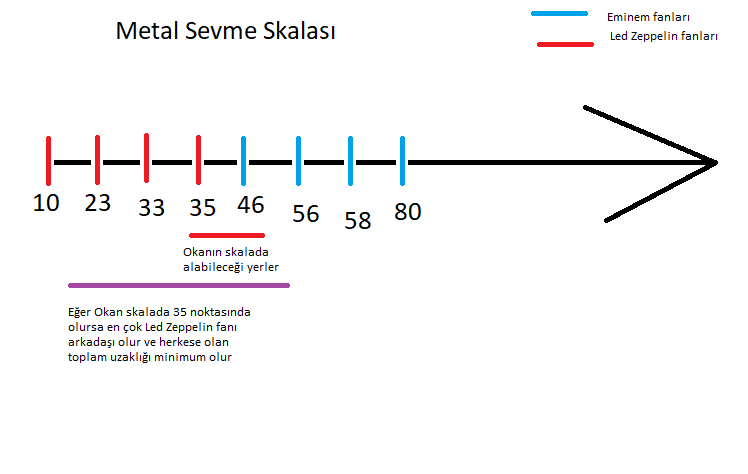 Metal Sevme Skalası
Eminem fanları
Led Zeppelin fanları
10 23 33 35 46 56 58 80
Okanın skalada
alabileceği yerler
Eğer Okan skalada 35 noktasında
olursa en çok Led Zeppelin fanı
arkadaşı olur ve herkese olan
toplam uzaklığı minimum olur